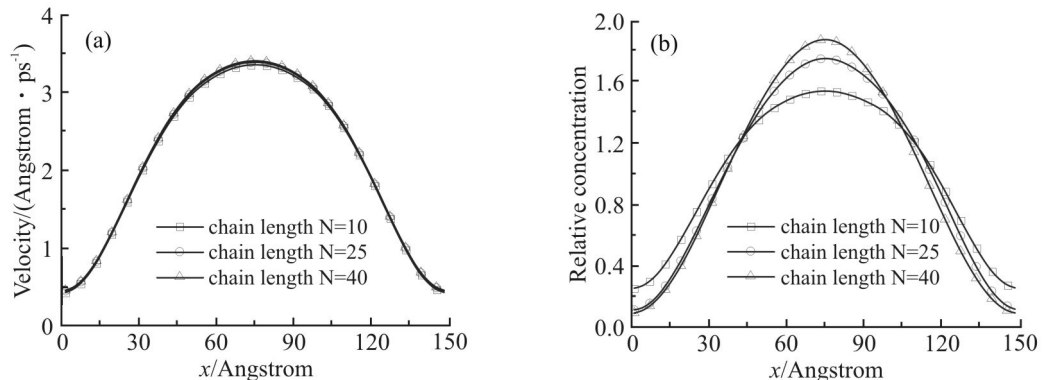 (a)
Velocity/(Angstrom · ps⁻¹)
4
3
2
1
0
0 30 60 90 120 150
x/Angstrom
chain length N=10
chain length N=25
chain length N=40
(b)
Relative concentration
2.0
1.6
1.2
0.8
0.4
0.0
0 30 60 90 120 150
x/Angstrom
chain length N=10
chain length N=25
chain length N=40